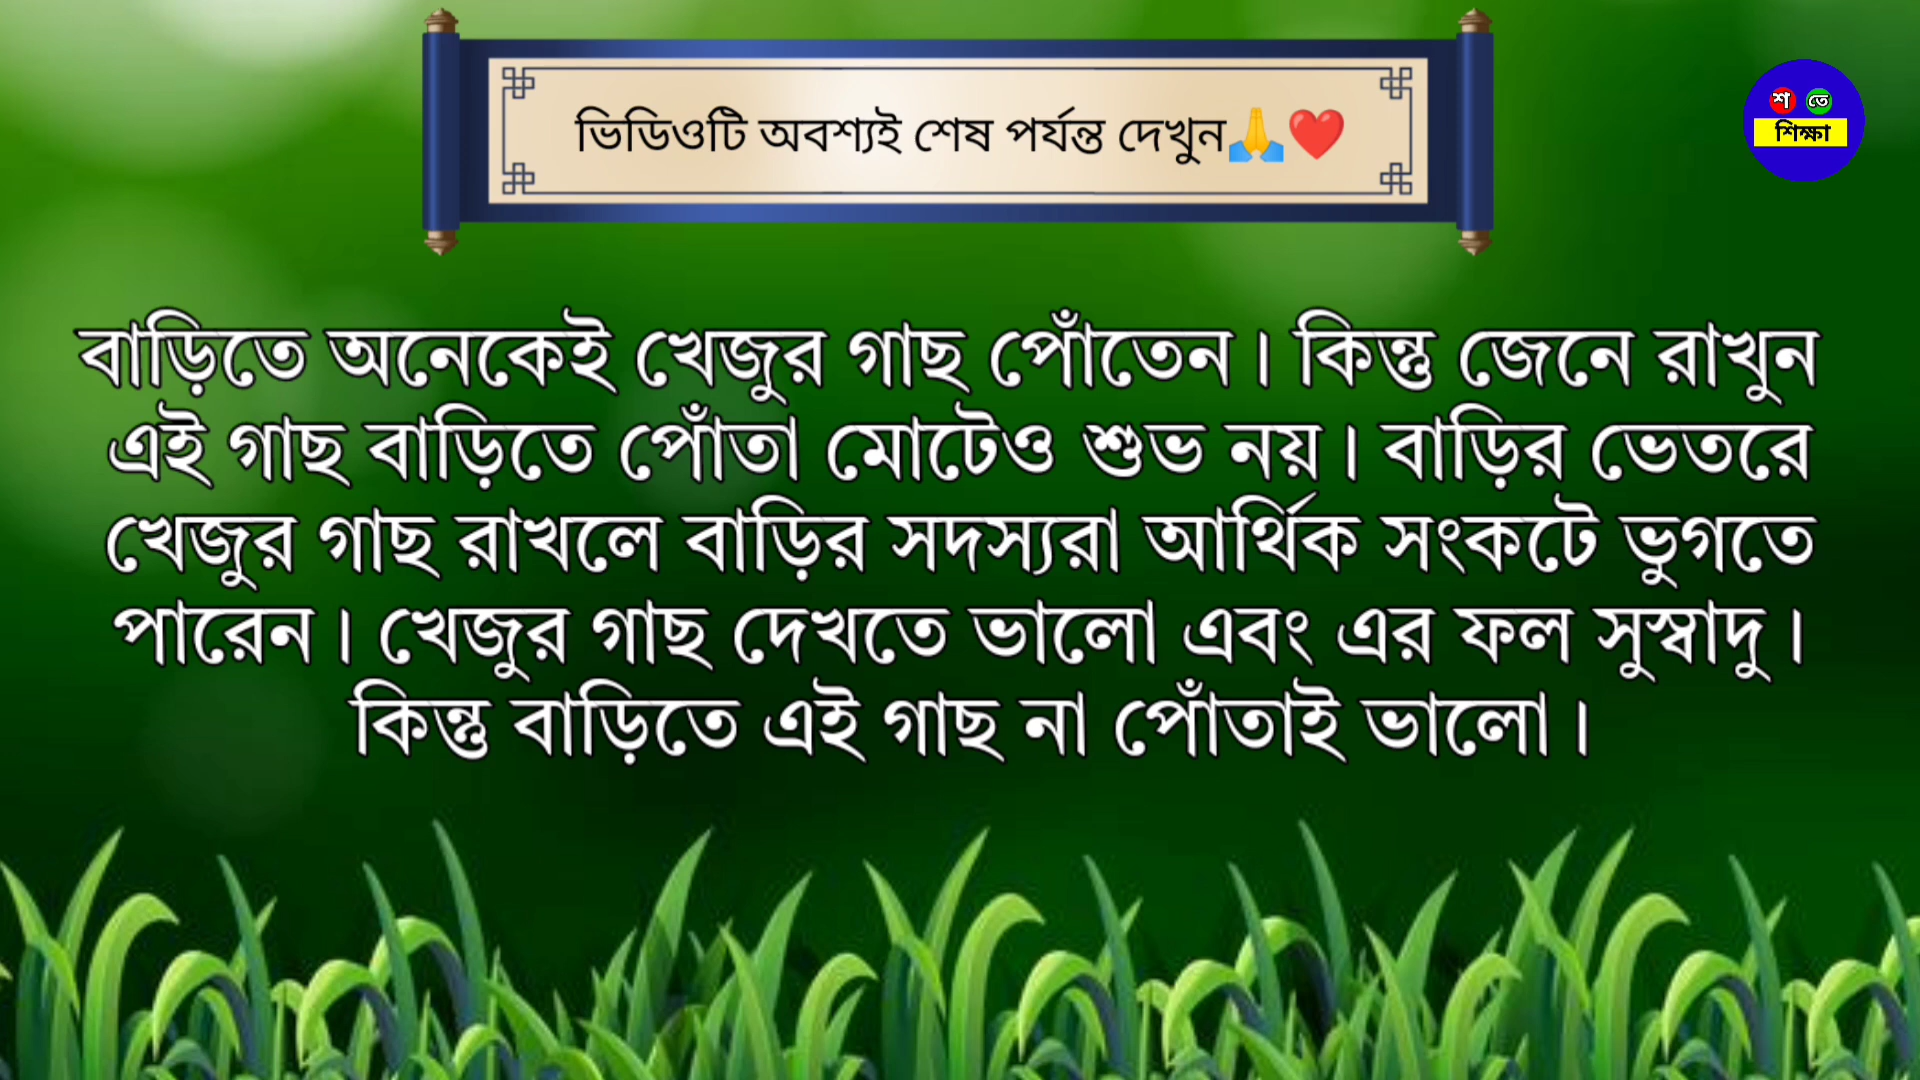 ভিডিওটি অবশ্যই শেষ পর্যন্ত দেখুন🙏❤️
শ তে
শিক্ষা
বাড়িতে অনেকেই খেজুর গাছ পোঁতেন। কিন্তু জেনে রাখুন
এই গাছ বাড়িতে পোঁতা মোটেও শুভ নয়। বাড়ির ভেতরে
খেজুর গাছ রাখলে বাড়ির সদস্যরা আর্থিক সংকটে ভুগতে
পারেন। খেজুর গাছ দেখতে ভালো এবং এর ফল সুস্বাদু।
কিন্তু বাড়িতে এই গাছ না পোঁতাই ভালো।